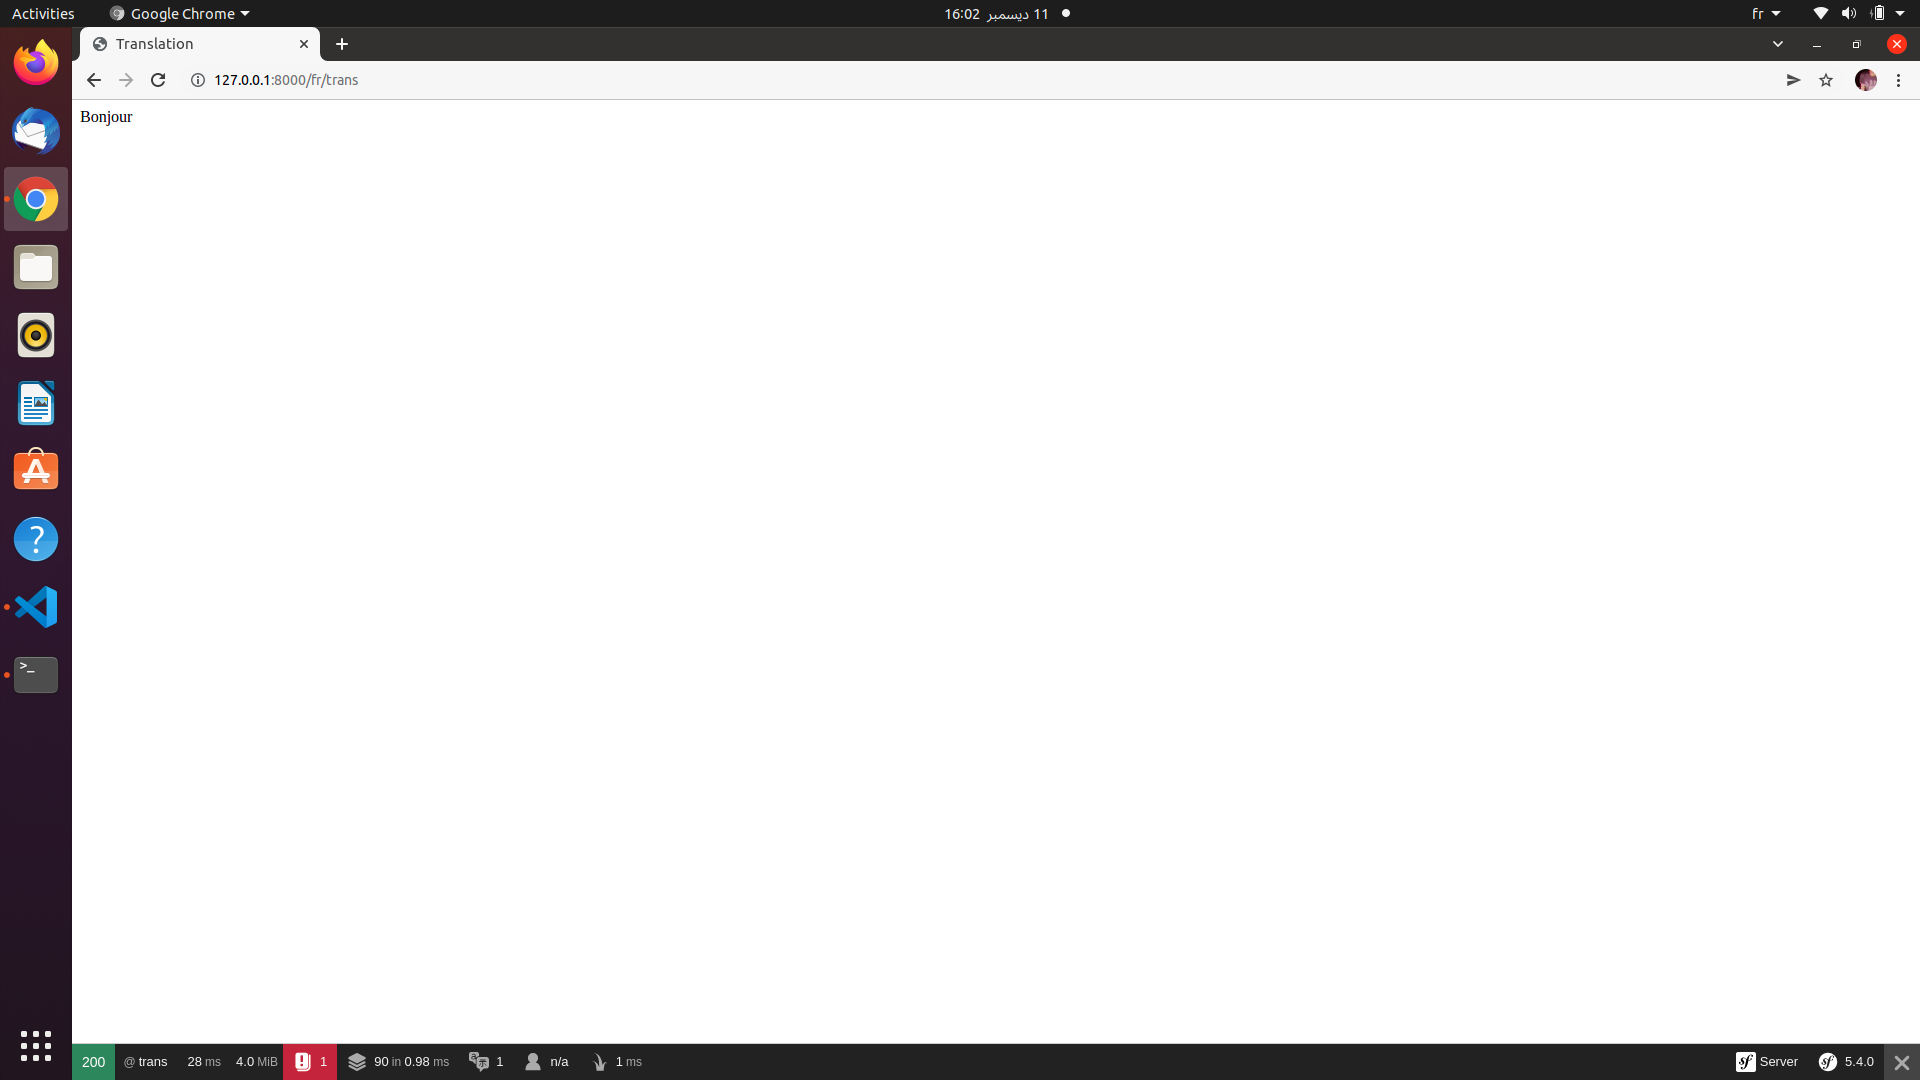 Activities Google Chrome 16:02 11 ديسمبر fr
Translation
127.0.0.1:8000/fr/trans
Bonjour
200 @ trans 28 ms 4.0 MiB 1 90 in 0.98 ms 1 n/a 1 ms Server 5.4.0